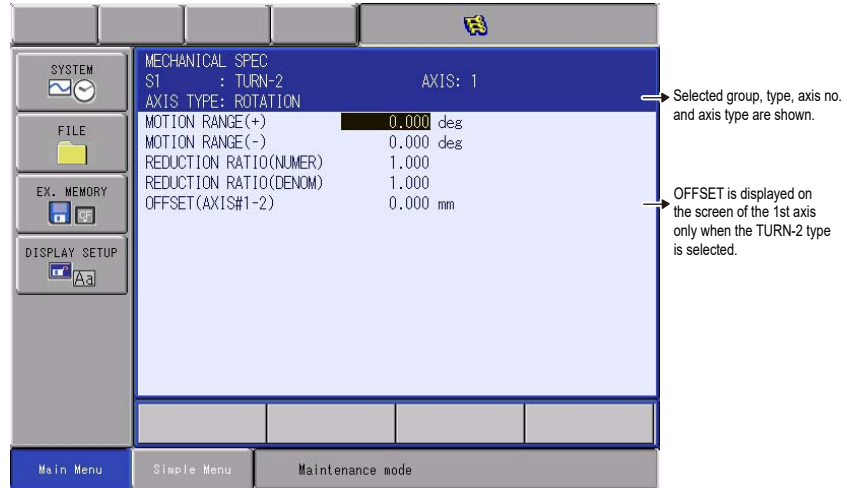 SYSTEM
FILE
EX. MEMORY
CF
DISPLAY SETUP
Aa
MECHANICAL SPEC
S1 : TURN-2 AXIS: 1
AXIS TYPE: ROTATION
MOTION RANGE(+) 0.000 deg
MOTION RANGE(-) 0.000 deg
REDUCTION RATIO(NUMER) 1.000
REDUCTION RATIO(DENOM) 1.000
OFFSET(AXIS#1-2) 0.000 mm
Selected group, type, axis no.
and axis type are shown.
OFFSET is displayed on
the screen of the 1st axis
only when the TURN-2 type
is selected.
Main Menu
Simple Menu
Maintenance mode